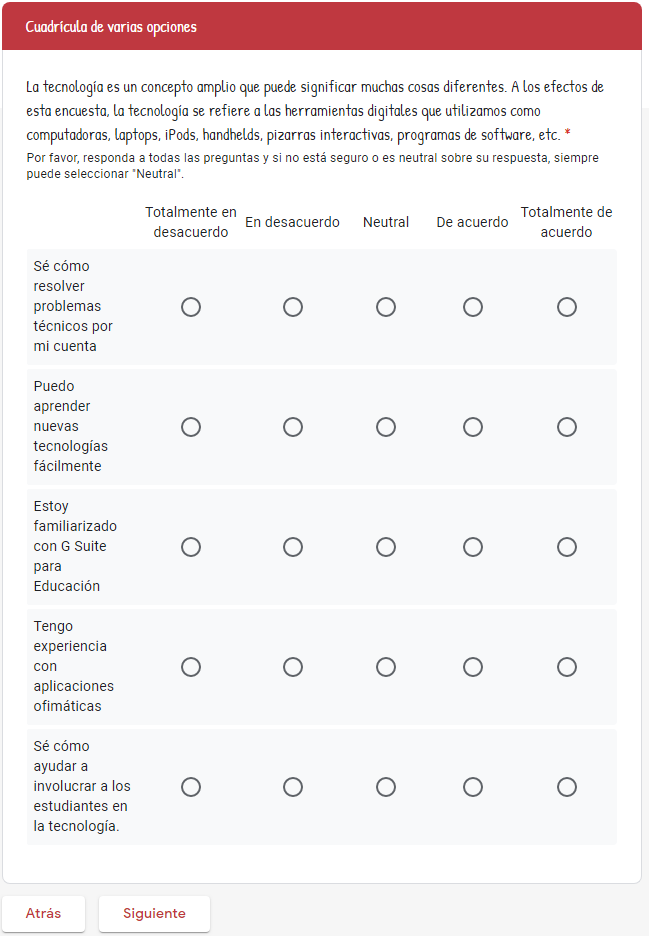 Cuadrícula de varias opciones
La tecnología es un concepto amplio que puede significar muchas cosas diferentes. A los efectos de
esta encuesta, la tecnología se refiere a las herramientas digitales que utilizamos como
computadoras, laptops, iPods, handhelds, pizarras interactivas, programas de software, etc. *
Por favor, responda a todas las preguntas y si no está seguro o es neutral sobre su respuesta, siempre
puede seleccionar "Neutral".
Totalmente en
desacuerdo
En desacuerdo
Neutral
De acuerdo
Totalmente de
acuerdo
Sé cómo
resolver
problemas
técnicos por
mi cuenta
Puedo
aprender
nuevas
tecnologías
fácilmente
Estoy
familiarizado
con G Suite
para
Educación
Tengo
experiencia
con
aplicaciones
ofimáticas
Sé cómo
ayudar a
involucrar a los
estudiantes en
la tecnología.
Atrás
Siguiente